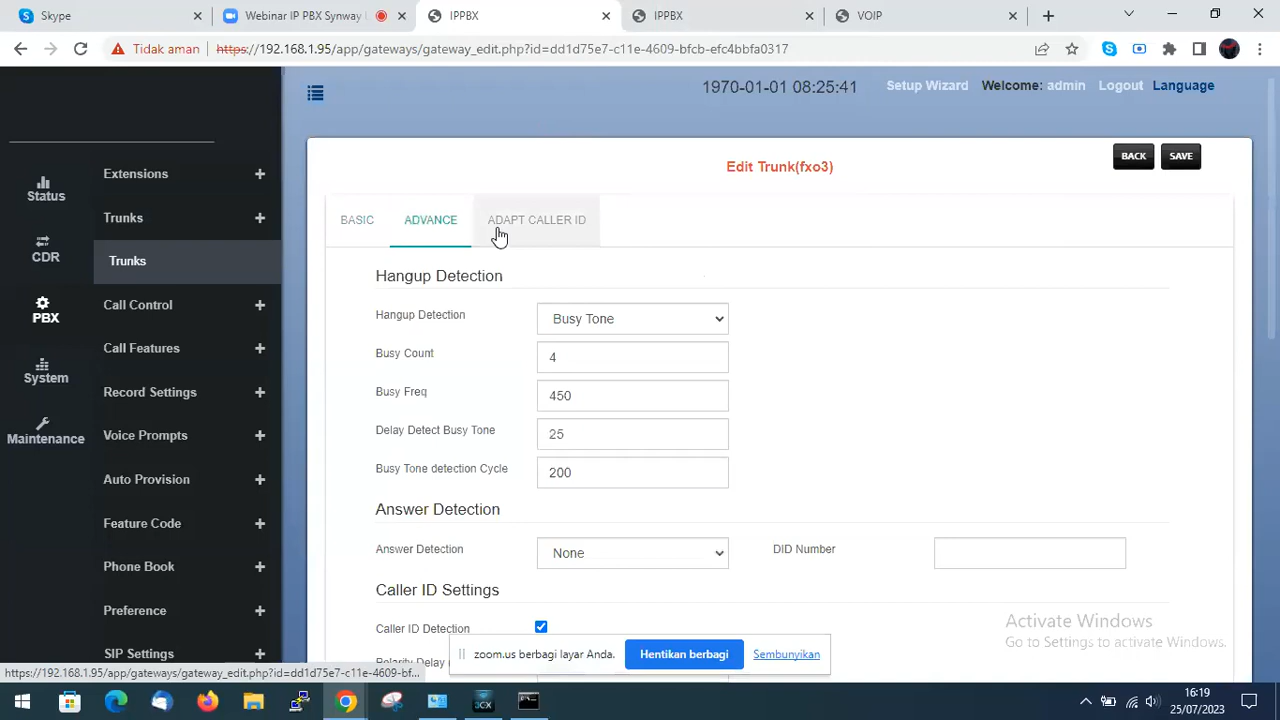 Skype
Webinar IP PBX Synway L
IPPBX
IPPBX
VOIP
Tidak aman
https://192.168.1.95/app/gateways/gateway_edit.php?id=dd1d75e7-c11e-4609-bfcb-efc4bbfa0317
1970-01-01 08:25:41
Setup Wizard
Welcome: admin
Logout
Language
Status
CDR
PBX
System
Maintenance
Extensions +
Trunks +
Trunks
Call Control +
Call Features +
Record Settings +
Voice Prompts +
Auto Provision +
Feature Code +
Phone Book +
Preference +
SIP Settings +
Edit Trunk(fxo3)
BACK
SAVE
BASIC
ADVANCE
ADAPT CALLER ID
Hangup Detection
Hangup Detection Busy Tone
Busy Count 4
Busy Freq 450
Delay Detect Busy Tone 25
Busy Tone detection Cycle 200
Answer Detection
Answer Detection None DID Number
Caller ID Settings
Caller ID Detection
Polarity Delay
zoom.us berbagi layar Anda.
Hentikan berbagi
Sembunyikan
Activate Windows
Go to Settings to activate Windows.
https://192.168.1.95/app/gateways/gateway_edit.php?id=dd1d75e7-c11e-4609-bf...
3CX
16:19
25/07/2023